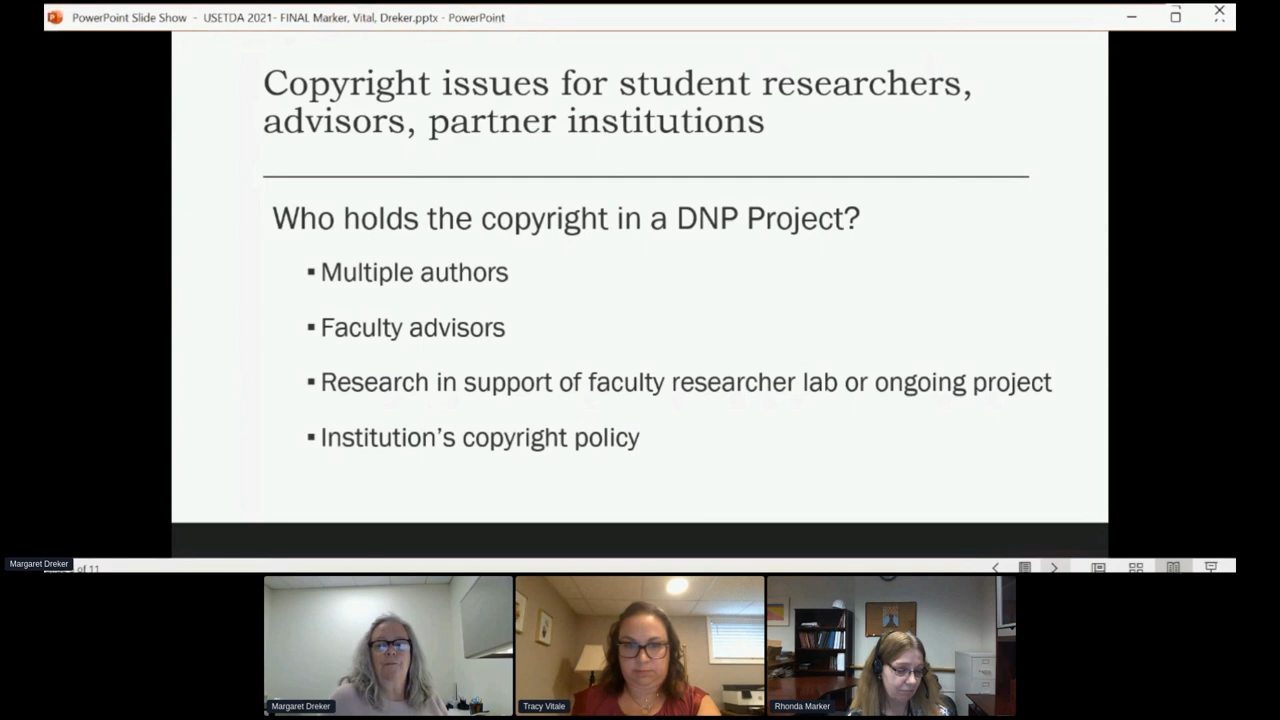 PowerPoint Slide Show - USETDA 2021- FINAL Marker, Vital, Dreker.pptx - PowerPoint
Copyright issues for student researchers,
advisors, partner institutions
Who holds the copyright in a DNP Project?
▪ Multiple authors
▪ Faculty advisors
▪ Research in support of faculty researcher lab or ongoing project
▪ Institution's copyright policy
Margaret Dreker
of 11
Margaret Dreker
Tracy Vitale
Rhonda Marker